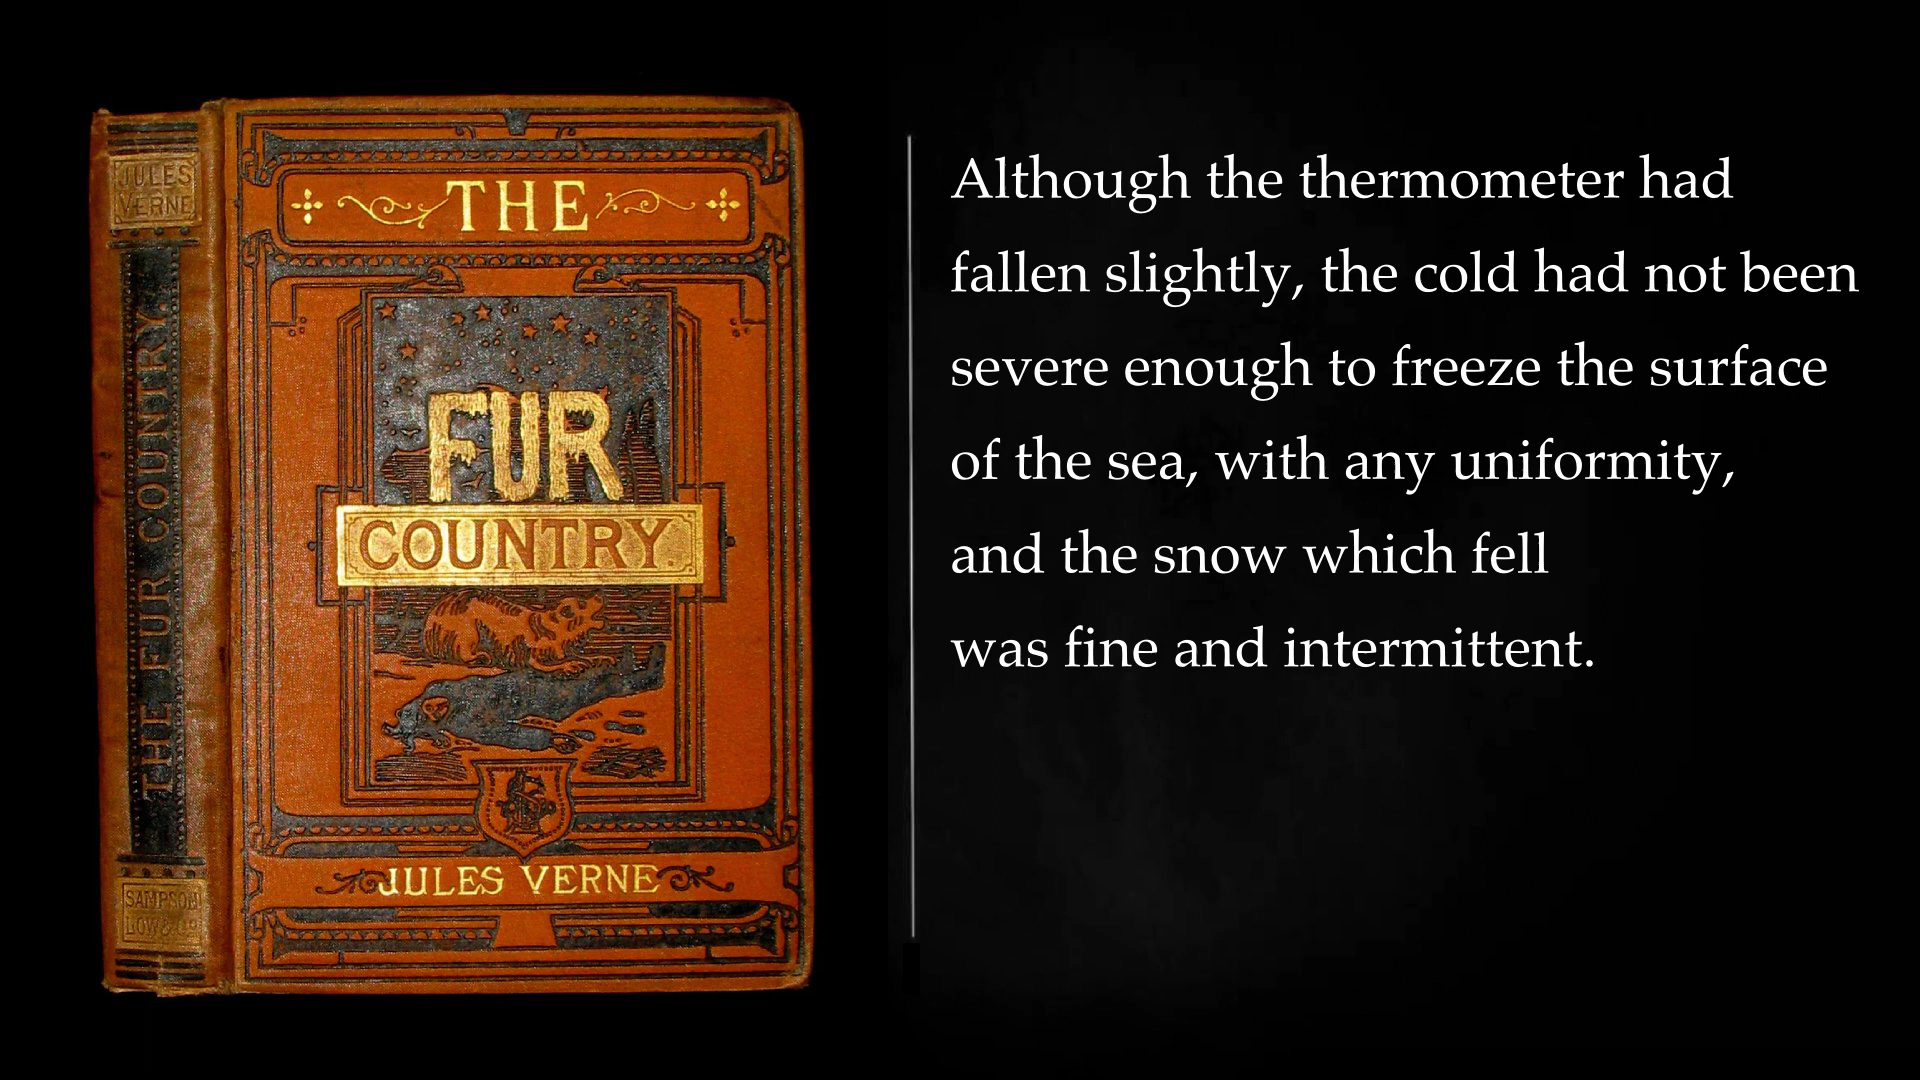 JULES
VERNE
THE FUR COUNTRY.
SAMPSON
LOW & Co
THE
FUR
COUNTRY.
JULES VERNE
Although the thermometer had
fallen slightly, the cold had not been
severe enough to freeze the surface
of the sea, with any uniformity,
and the snow which fell
was fine and intermittent.